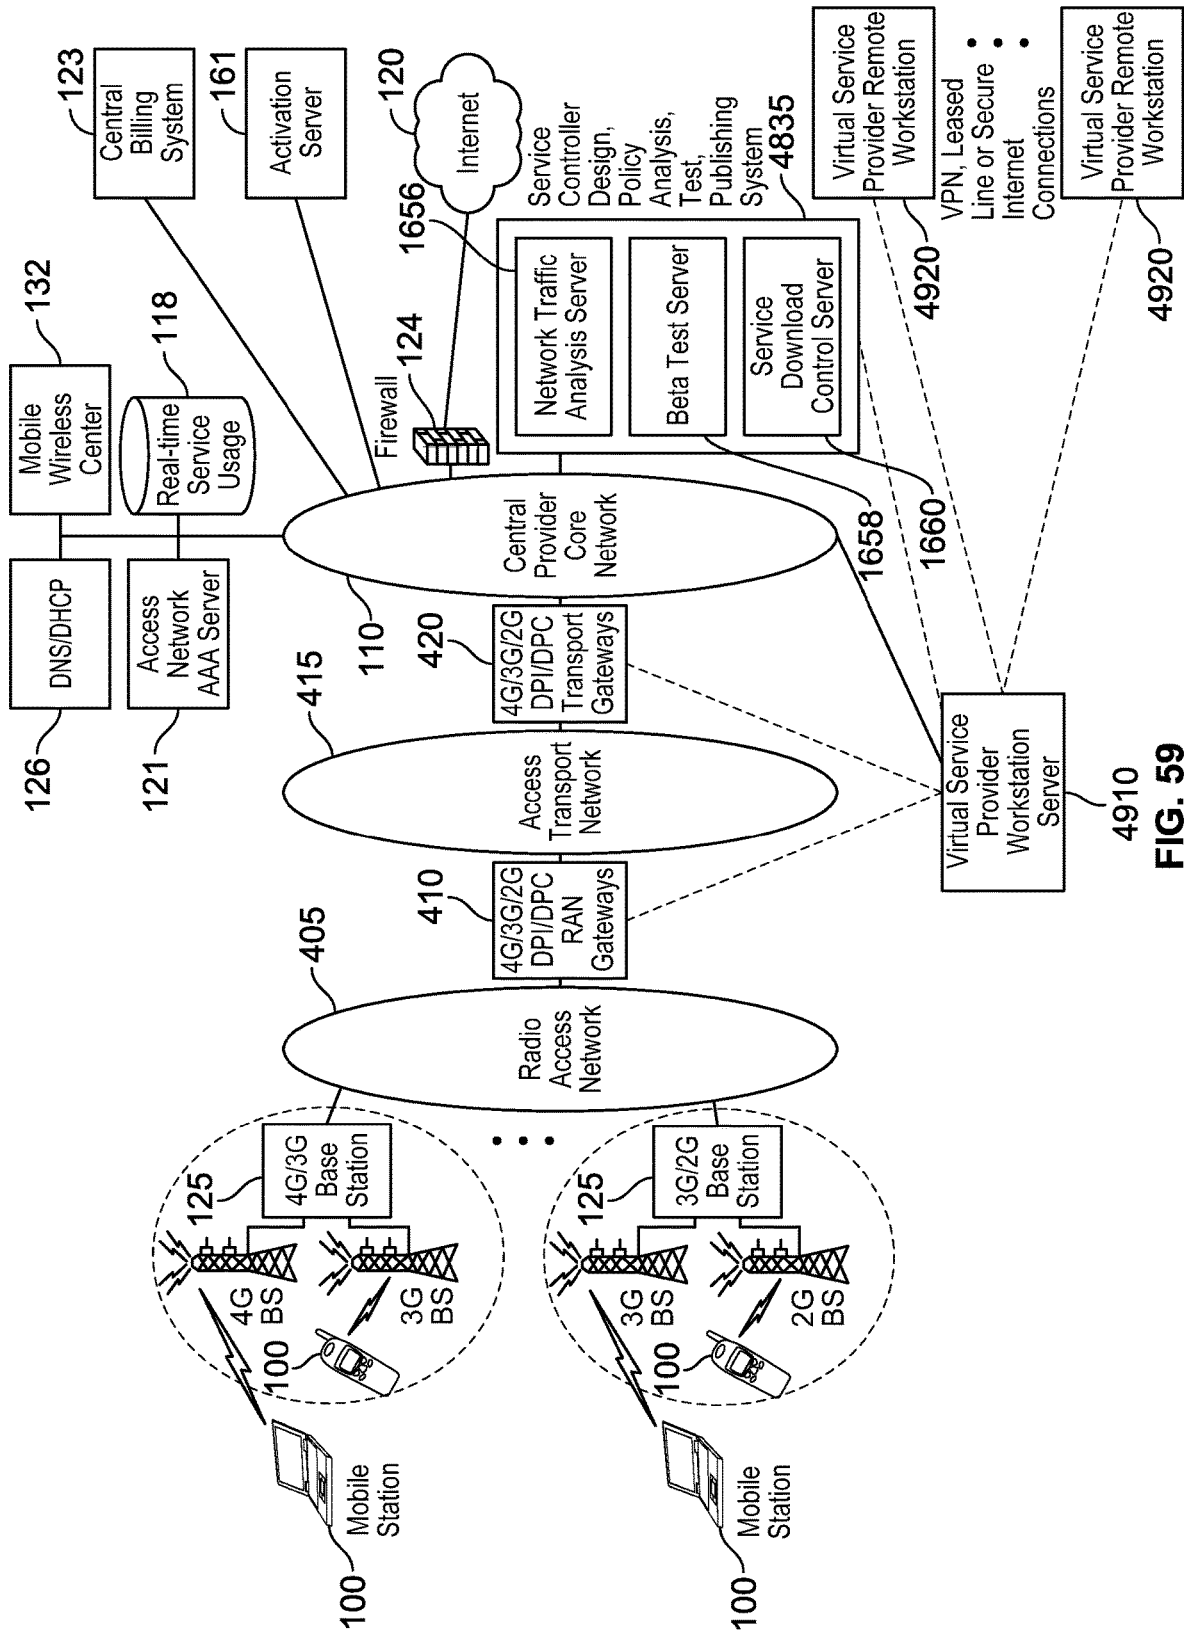 Mobile
Station
100
100
4G
BS
3G
BS
125
4G/3G
Base
Station
Mobile
Station
100
100
3G
BS
2G
BS
125
3G/2G
Base
Station
405
Radio
Access
Network
410
4G/3G/2G
DPI/DPC
RAN
Gateways
415
Access
Transport
Network
420
4G/3G/2G
DPI/DPC
Transport
Gateways
110
Central
Provider
Core
Network
126
DNS/DHCP
121
Access
Network
AAA Server
132
Mobile
Wireless
Center
118
Real-time
Service
Usage
123
Central
Billing
System
161
Activation
Server
Firewall
124
120
Internet
1656
Network Traffic
Analysis Server
Beta Test Server
1658
Service
Download
Control Server
1660
Service
Controller
Design,
Policy
Analysis,
Test,
Publishing
System
4835
Virtual Service
Provider
Workstation
Server
4910
Virtual Service
Provider Remote
Workstation
4920
VPN, Leased
Line or Secure
Internet
Connections
Virtual Service
Provider Remote
Workstation
4920
FIG. 59